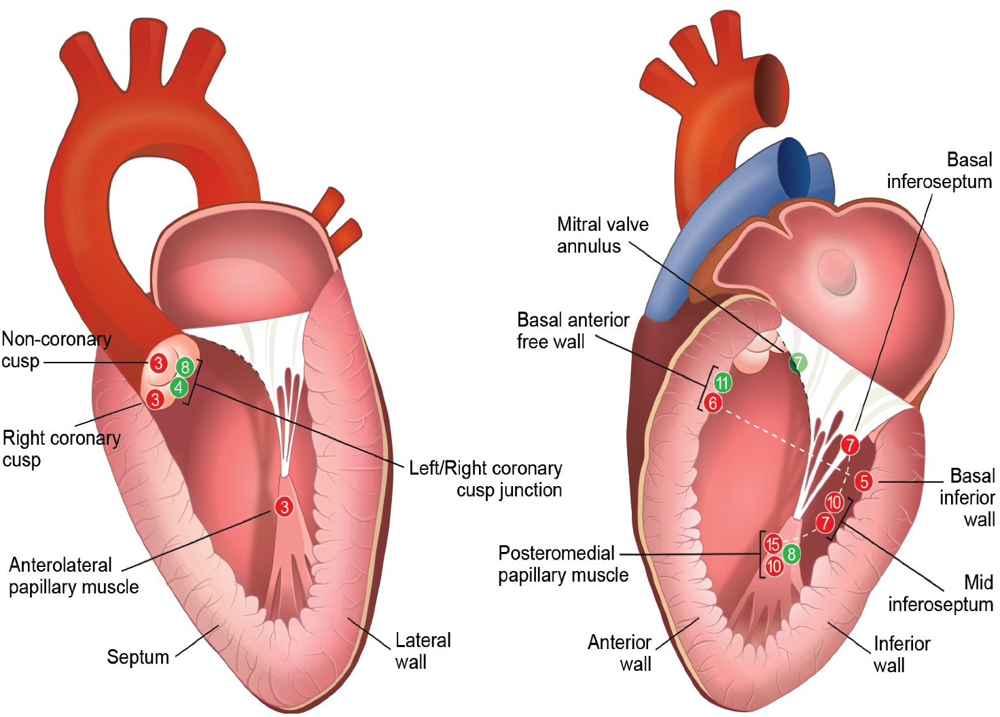 Non-coronary
cusp
3
8
4
3
Right coronary
cusp
Left/Right coronary
cusp junction
3
Anterolateral
papillary muscle
Septum
Lateral
wall
Basal
inferoseptum
Mitral valve
annulus
Basal anterior
free wall
7
11
6
7
5
Basal
inferior
wall
10
7
15
8
10
Posteromedial
papillary muscle
Mid
inferoseptum
Anterior
wall
Inferior
wall